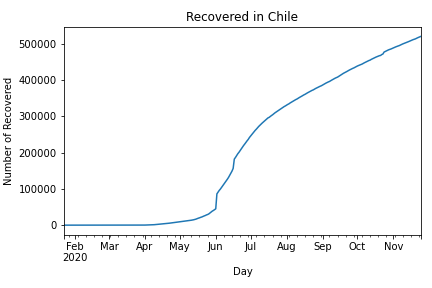 Recovered in Chile
Number of Recovered
500000
400000
300000
200000
100000
0
Feb Mar Apr May Jun Jul Aug Sep Oct Nov
2020
Day